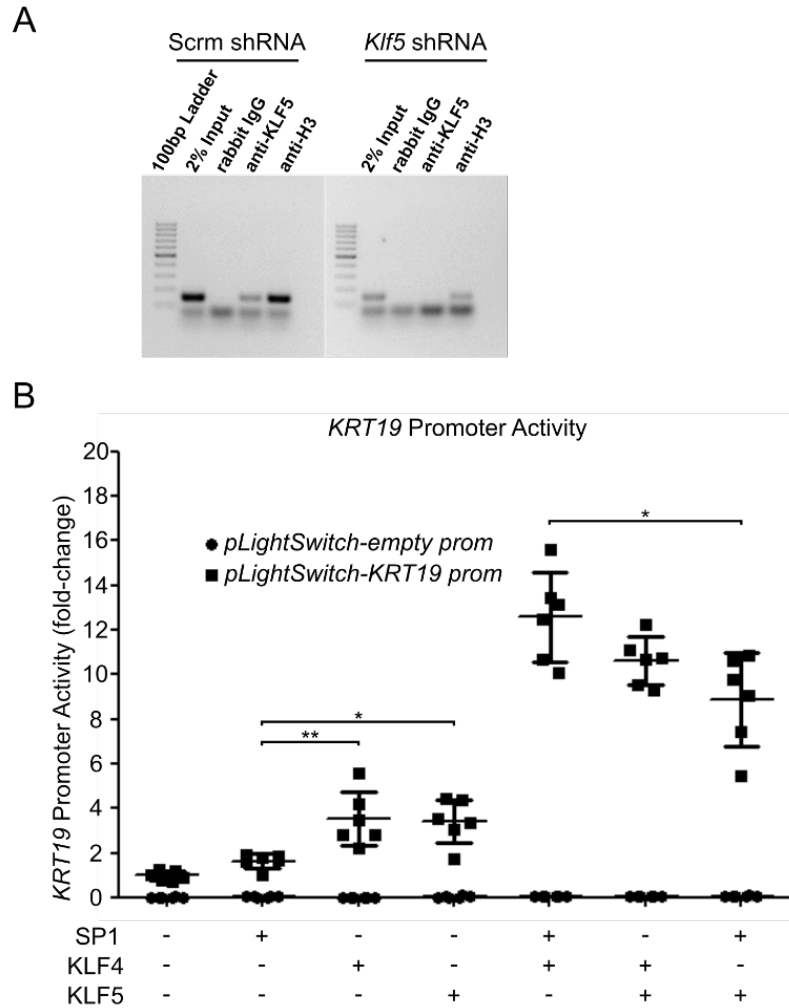 A
Scrm shRNA
Klf5 shRNA
100bp Ladder
2% Input
rabbit IgG
anti-KLF5
anti-H3
2% Input
rabbit IgG
anti-KLF5
anti-H3
B
KRT19 Promoter Activity
KRT19 Promoter Activity (fold-change)
20
18
16
14
12
10
8
6
4
2
0
pLightSwitch-empty prom
pLightSwitch-KRT19 prom
**
*
*
SP1 - + - - + - +
KLF4 - - + - + + -
KLF5 - - - + - + +